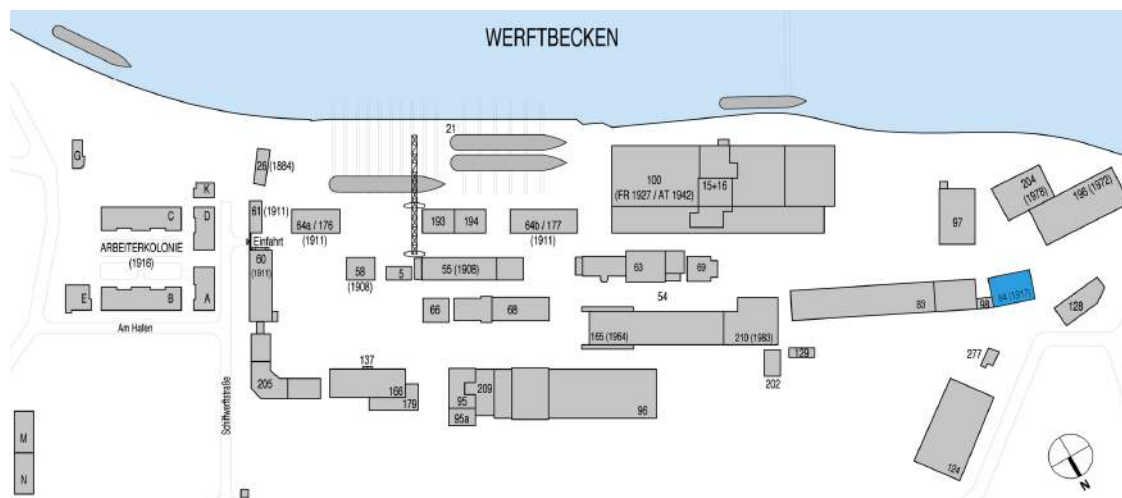 WERFTBECKEN
21
G
26 (1884)
K
C
D
61 (1911)
Einfahrt
ARBEITERKOLONIE
(1916)
60
(1911)
E
B
A
Am Hafen
Schiffwerftstraße
64a / 176
(1911)
193
194
64b / 177
(1911)
58
(1908)
5
55 (1908)
66
68
63
69
54
100
(FR 1927 / AT 1942)
15+16
97
204
(1978)
196 (1972)
83
98
84 (1917)
128
165 (1964)
210 (1983)
129
202
277
137
205
166
179
95
95a
209
96
124
M
N
N